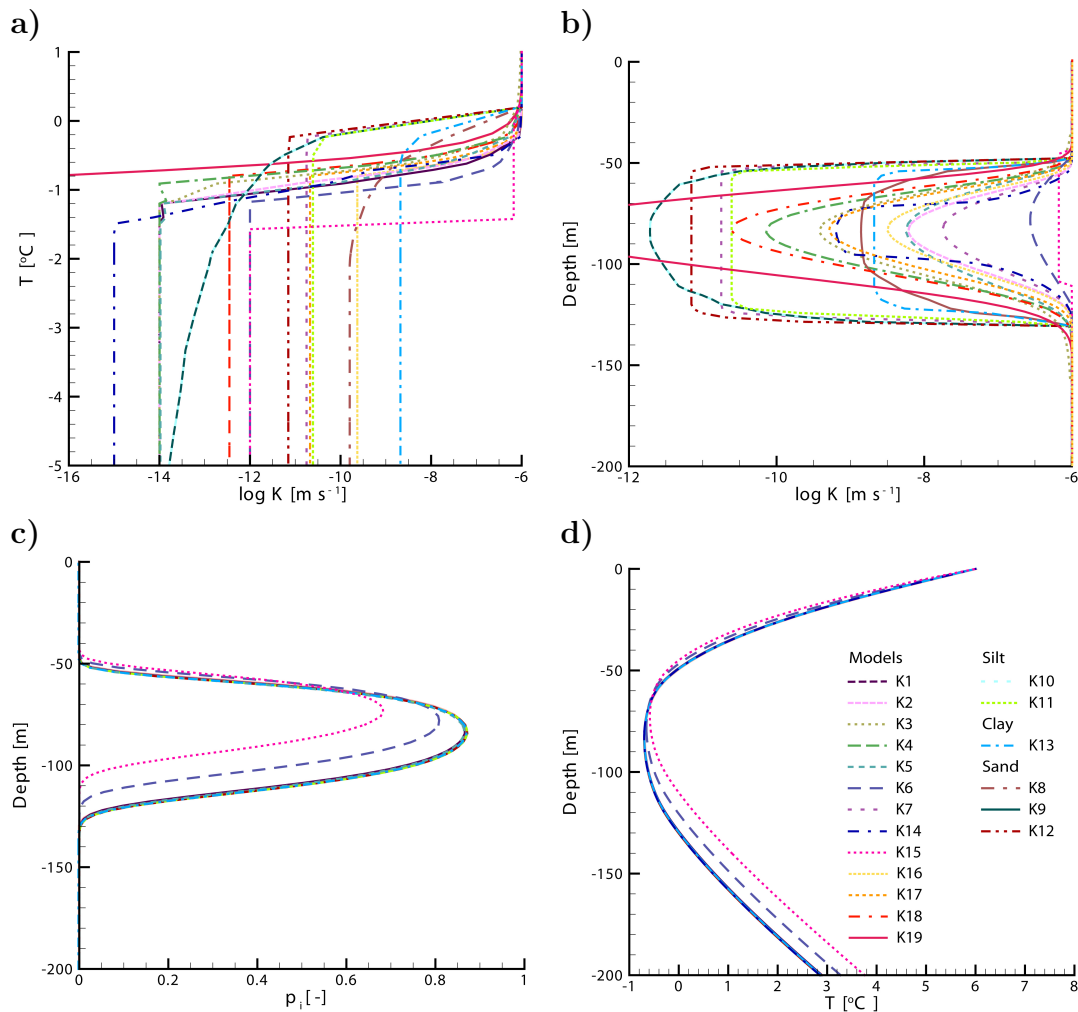 a)
1
0
-1
-2
-3
-4
-5
T [°C]
-16
-14
-12
-10
-8
-6
log K [m s⁻¹]
b)
0
-50
-100
-150
-200
Depth [m]
-12
-10
-8
-6
log K [m s⁻¹]
c)
0
-50
-100
-150
-200
Depth [m]
0
0.2
0.4
0.6
0.8
1
p i [-]
d)
0
-50
-100
-150
-200
Depth [m]
-1
0
1
2
3
4
5
6
7
8
T [°C]
Models
K1
K2
K3
K4
K5
K6
K7
K14
K15
K16
K17
K18
K19
Silt
K10
K11
Clay
K13
Sand
K8
K9
K12